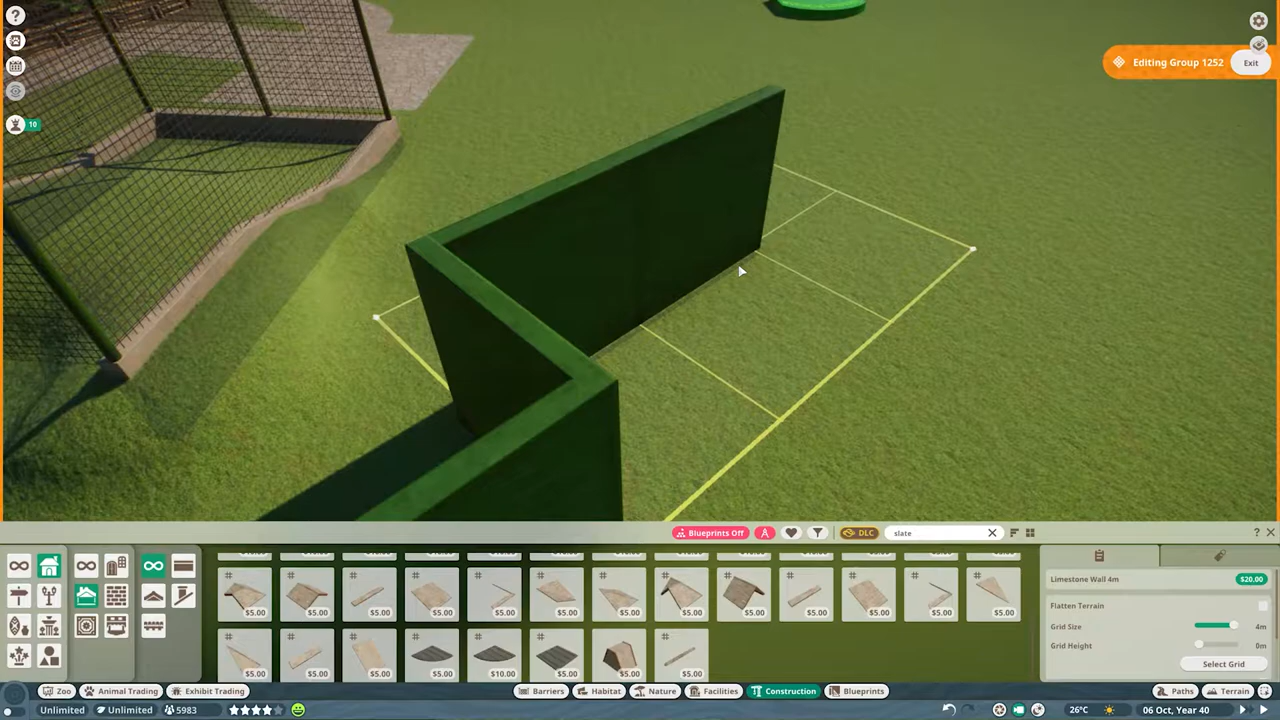 ?
Editing Group 1252
Exit
10
Blueprints Off
DLC
slate
?
Limestone Wall 4m
$20.00
Flatten Terrain
Grid Size
4m
Grid Height
0m
Select Grid
# $5.00 # $5.00 # $5.00 # $5.00 # $5.00 # $5.00 # $5.00 # $5.00 # $5.00 # $5.00 # $5.00 # $5.00 # $5.00
# $5.00 # $5.00 # $5.00 # $5.00 # $10.00 # $5.00 # $5.00 # $5.00
Zoo Animal Trading Exhibit Trading Barriers Habitat Nature Facilities Construction Blueprints Paths Terrain
Unlimited Unlimited 5983 26°C 06 Oct, Year 40